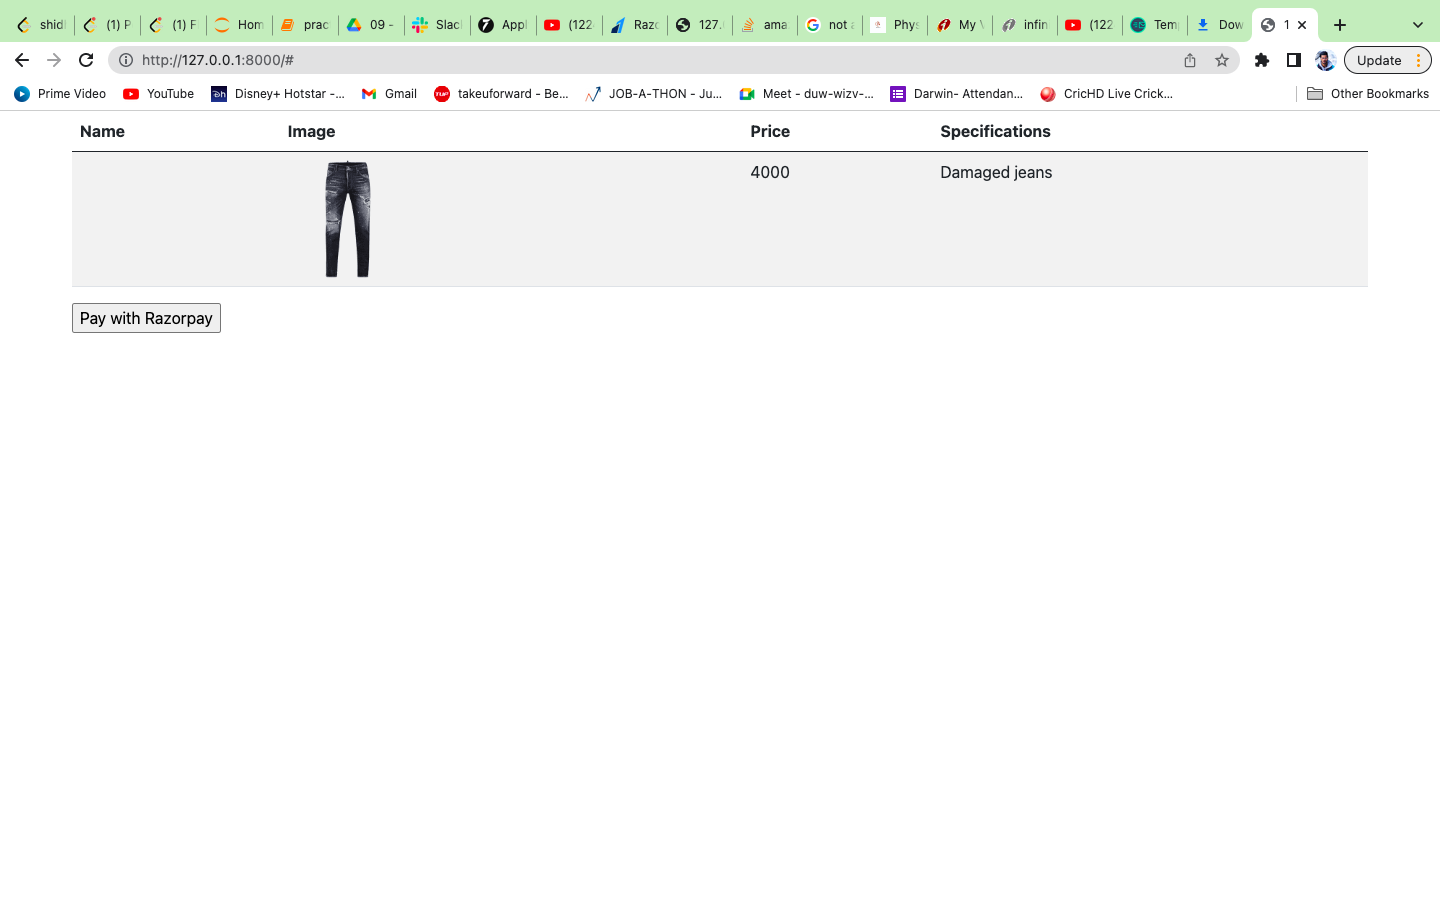 shidl (1) P (1) F Hom prac 09 - Slac Appl (122 Razo 127. ama not a Phys My V infin (122 Tem Dow 1
http://127.0.0.1:8000/# Update
Prime Video YouTube Disney+ Hotstar -... Gmail takeuforward - Be... JOB-A-THON - Ju... Meet - duw-wizv-... Darwin- Attendan... CricHD Live Crick... Other Bookmarks
Name Image Price Specifications
4000 Damaged jeans
Pay with Razorpay